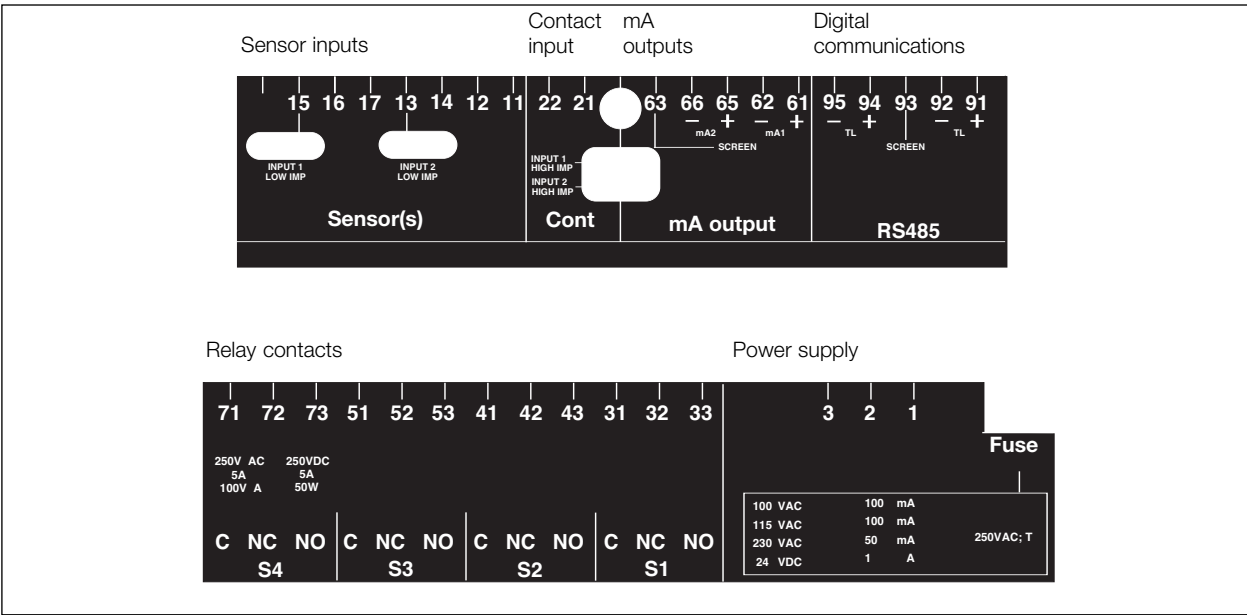 Sensor inputs
Contact input
mA outputs
Digital communications
15 16 17 13 14 12 11 22 21 63 66 65 62 61 95 94 93 92 91
− + − + − + − +
mA2 mA1 TL TL
SCREEN SCREEN
INPUT 1
LOW IMP
INPUT 2
LOW IMP
INPUT 1
HIGH IMP
INPUT 2
HIGH IMP
Sensor(s) Cont mA output RS485
Relay contacts
Power supply
71 72 73 51 52 53 41 42 43 31 32 33 3 2 1
Fuse
250V AC
5A
100V A
250VDC
5A
50W
100 VAC 100 mA
115 VAC 100 mA
230 VAC 50 mA
24 VDC 1 A
250VAC; T
C NC NO C NC NO C NC NO C NC NO
S4 S3 S2 S1